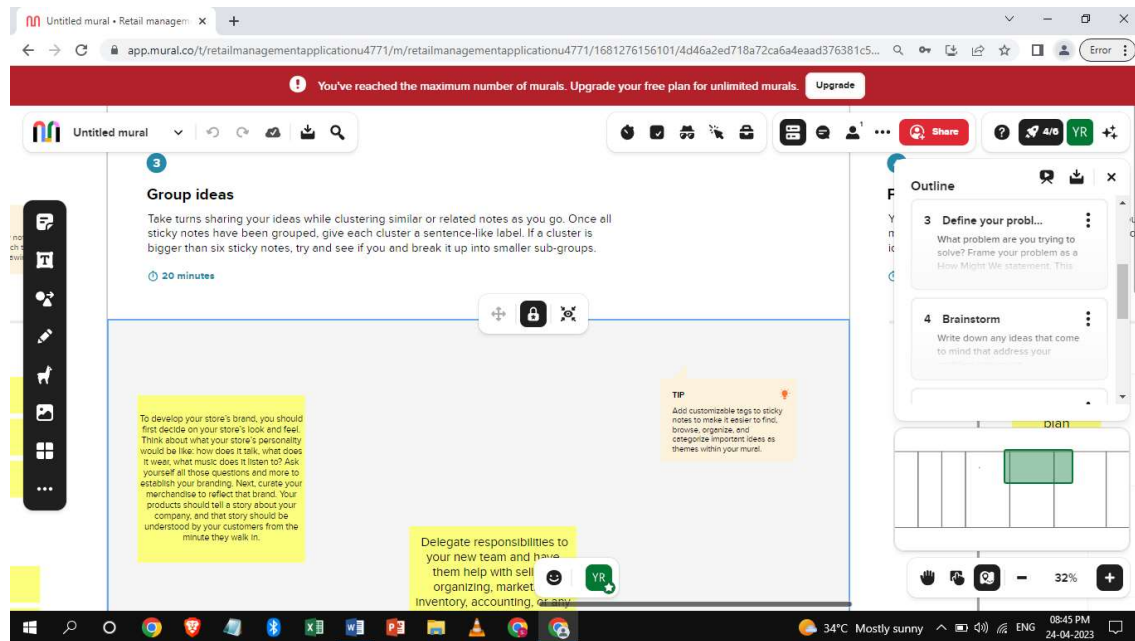 Untitled mural • Retail managem
app.mural.co/t/retailmanagementapplicationu4771/m/retailmanagementapplicationu4771/1681276156101/4d46a2ed718a72ca6a4eaad376381c5...
Error
You've reached the maximum number of murals. Upgrade your free plan for unlimited murals.
Upgrade
Untitled mural
Share
4/6
YR
3
Group ideas
Take turns sharing your ideas while clustering similar or related notes as you go. Once all
sticky notes have been grouped, give each cluster a sentence-like label. If a cluster is
bigger than six sticky notes, try and see if you and break it up into smaller sub-groups.
20 minutes
Outline
3 Define your probl...
What problem are you trying to
solve? Frame your problem as a
How Might We statement. This
4 Brainstorm
Write down any ideas that come
to mind that address your
TIP
Add customizable tags to sticky
notes to make it easier to find,
browse, organize, and
categorize important ideas as
themes within your mural.
To develop your store's brand, you should
first decide on your store's look and feel.
Think about what your store's personality
would be like: how does it talk, what does
it wear, what music does it listen to? Ask
yourself all those questions and more to
establish your branding. Next, curate your
merchandise to reflect that brand. Your
products should tell a story about your
company, and that story should be
understood by your customers from the
minute they walk in.
Delegate responsibilities to
your new team and have
them help with sell
organizing, market
inventory, accounting, or any
YR
plan
32%
34°C Mostly sunny
ENG
08:45 PM
24-04-2023